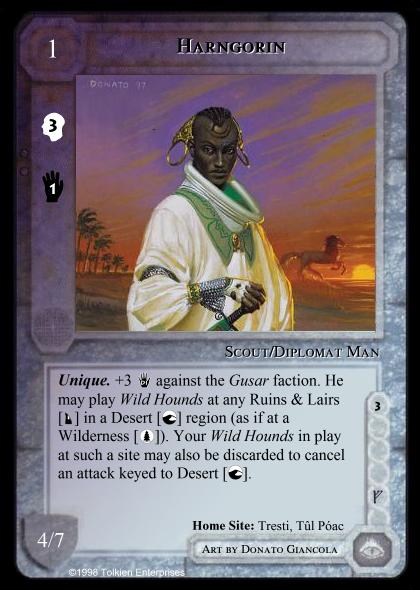 1
HARNGORIN
DONATO 97
3
1
SCOUT/DIPLOMAT MAN
Unique. +3 against the Gusar faction. He
may play Wild Hounds at any Ruins & Lairs
[ ] in a Desert [ ] region (as if at a
Wilderness [ ]). Your Wild Hounds in play
at such a site may also be discarded to cancel
an attack keyed to Desert [ ].
3
Home Site: Tresti, Tûl Póac
4/7
ART BY DONATO GIANCOLA
©1998 Tolkien Enterprises